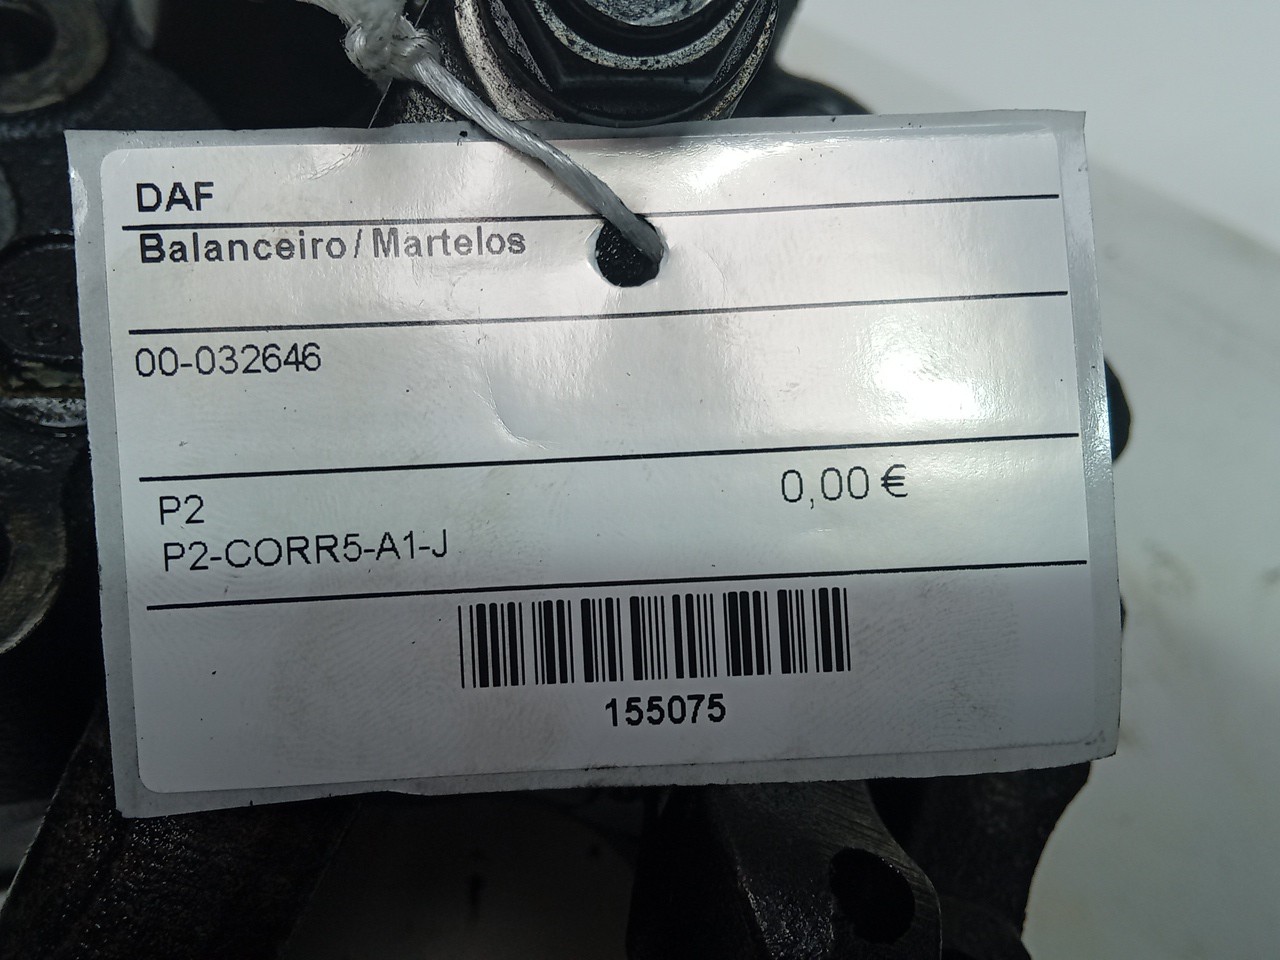 DAF
Balanceiro / Martelos
00-032646
P2
0,00 €
P2-CORR5-A1-J
155075